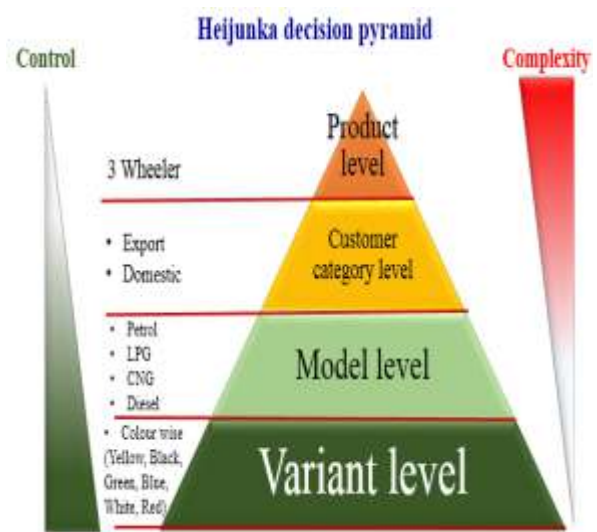 Heijunka decision pyramid
Control
Complexity
Product
level
3 Wheeler
• Export
• Domestic
Customer
category level
• Petrol
• LPG
• CNG
• Diesel
Model level
• Colour wise
(Yellow, Black,
Green, Blue,
White, Red)
Variant level